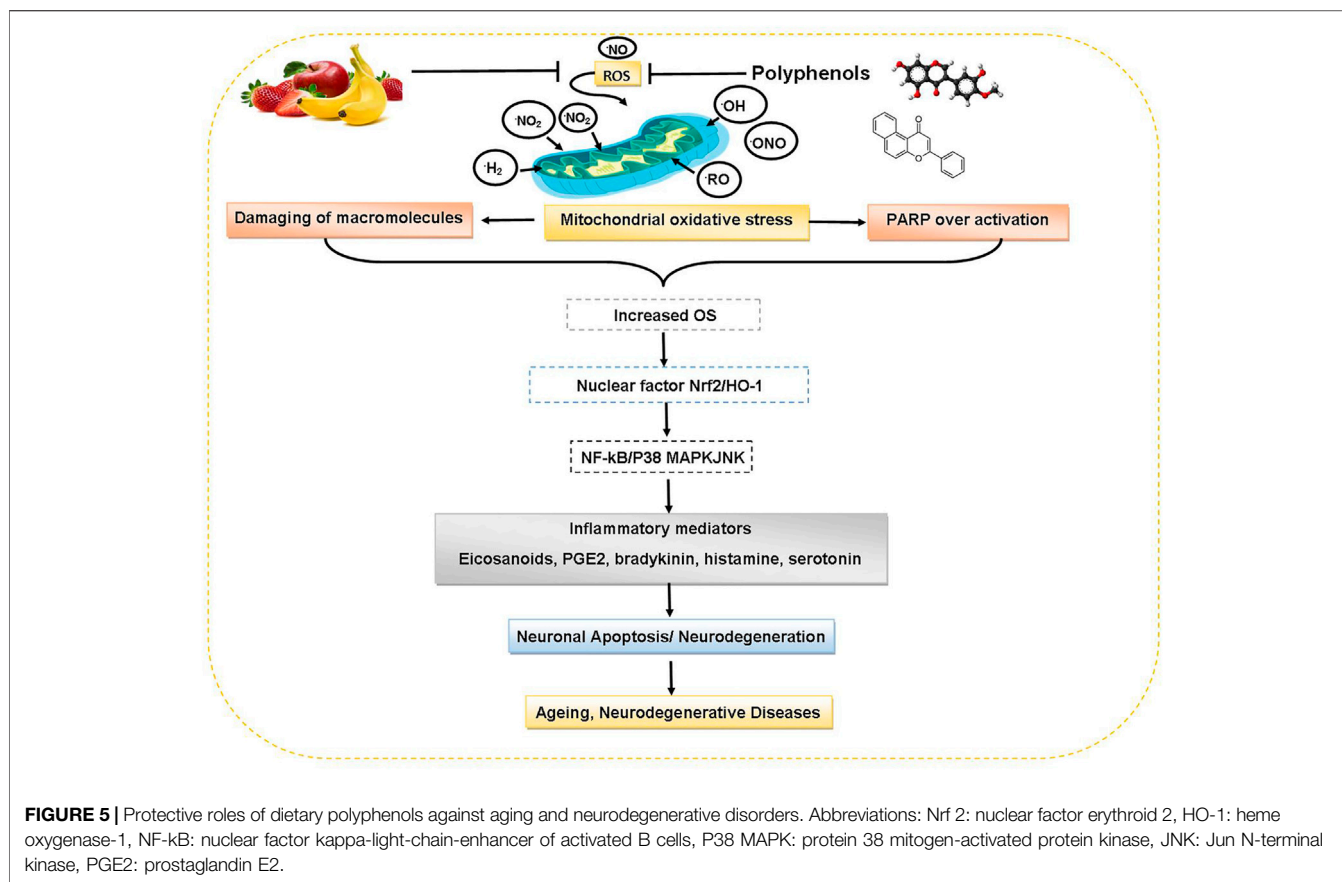 ·NO
ROS
Polyphenols
·OH
·NO2
·NO2
·ONO
·H2
·RO
Damaging of macromolecules
Mitochondrial oxidative stress
PARP over activation
Increased OS
Nuclear factor Nrf2/HO-1
NF-kB/P38 MAPKJNK
Inflammatory mediators
Eicosanoids, PGE2, bradykinin, histamine, serotonin
Neuronal Apoptosis/ Neurodegeneration
Ageing, Neurodegenerative Diseases
FIGURE 5 | Protective roles of dietary polyphenols against aging and neurodegenerative disorders. Abbreviations: Nrf 2: nuclear factor erythroid 2, HO-1: heme
oxygenase-1, NF-kB: nuclear factor kappa-light-chain-enhancer of activated B cells, P38 MAPK: protein 38 mitogen-activated protein kinase, JNK: Jun N-terminal
kinase, PGE2: prostaglandin E2.